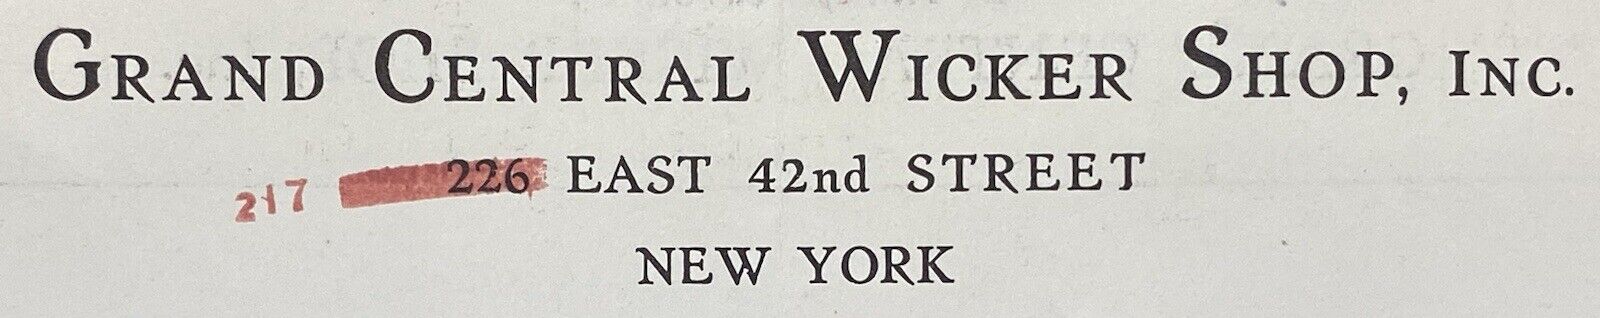 GRAND CENTRAL WICKER SHOP, INC.
217 226 EAST 42nd STREET
NEW YORK